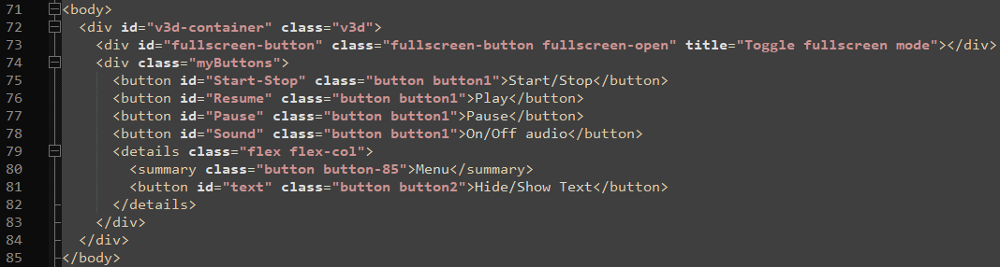 71 <body>
72 <div id="v3d-container" class="v3d">
73 <div id="fullscreen-button" class="fullscreen-button fullscreen-open" title="Toggle fullscreen mode"></div>
74 <div class="myButtons">
75 <button id="Start-Stop" class="button button1">Start/Stop</button>
76 <button id="Resume" class="button button1">Play</button>
77 <button id="Pause" class="button button1">Pause</button>
78 <button id="Sound" class="button button1">On/Off audio</button>
79 <details class="flex flex-col">
80 <summary class="button button-85">Menu</summary>
81 <button id="text" class="button button2">Hide/Show Text</button>
82 </details>
83 </div>
84 </div>
85 </body>